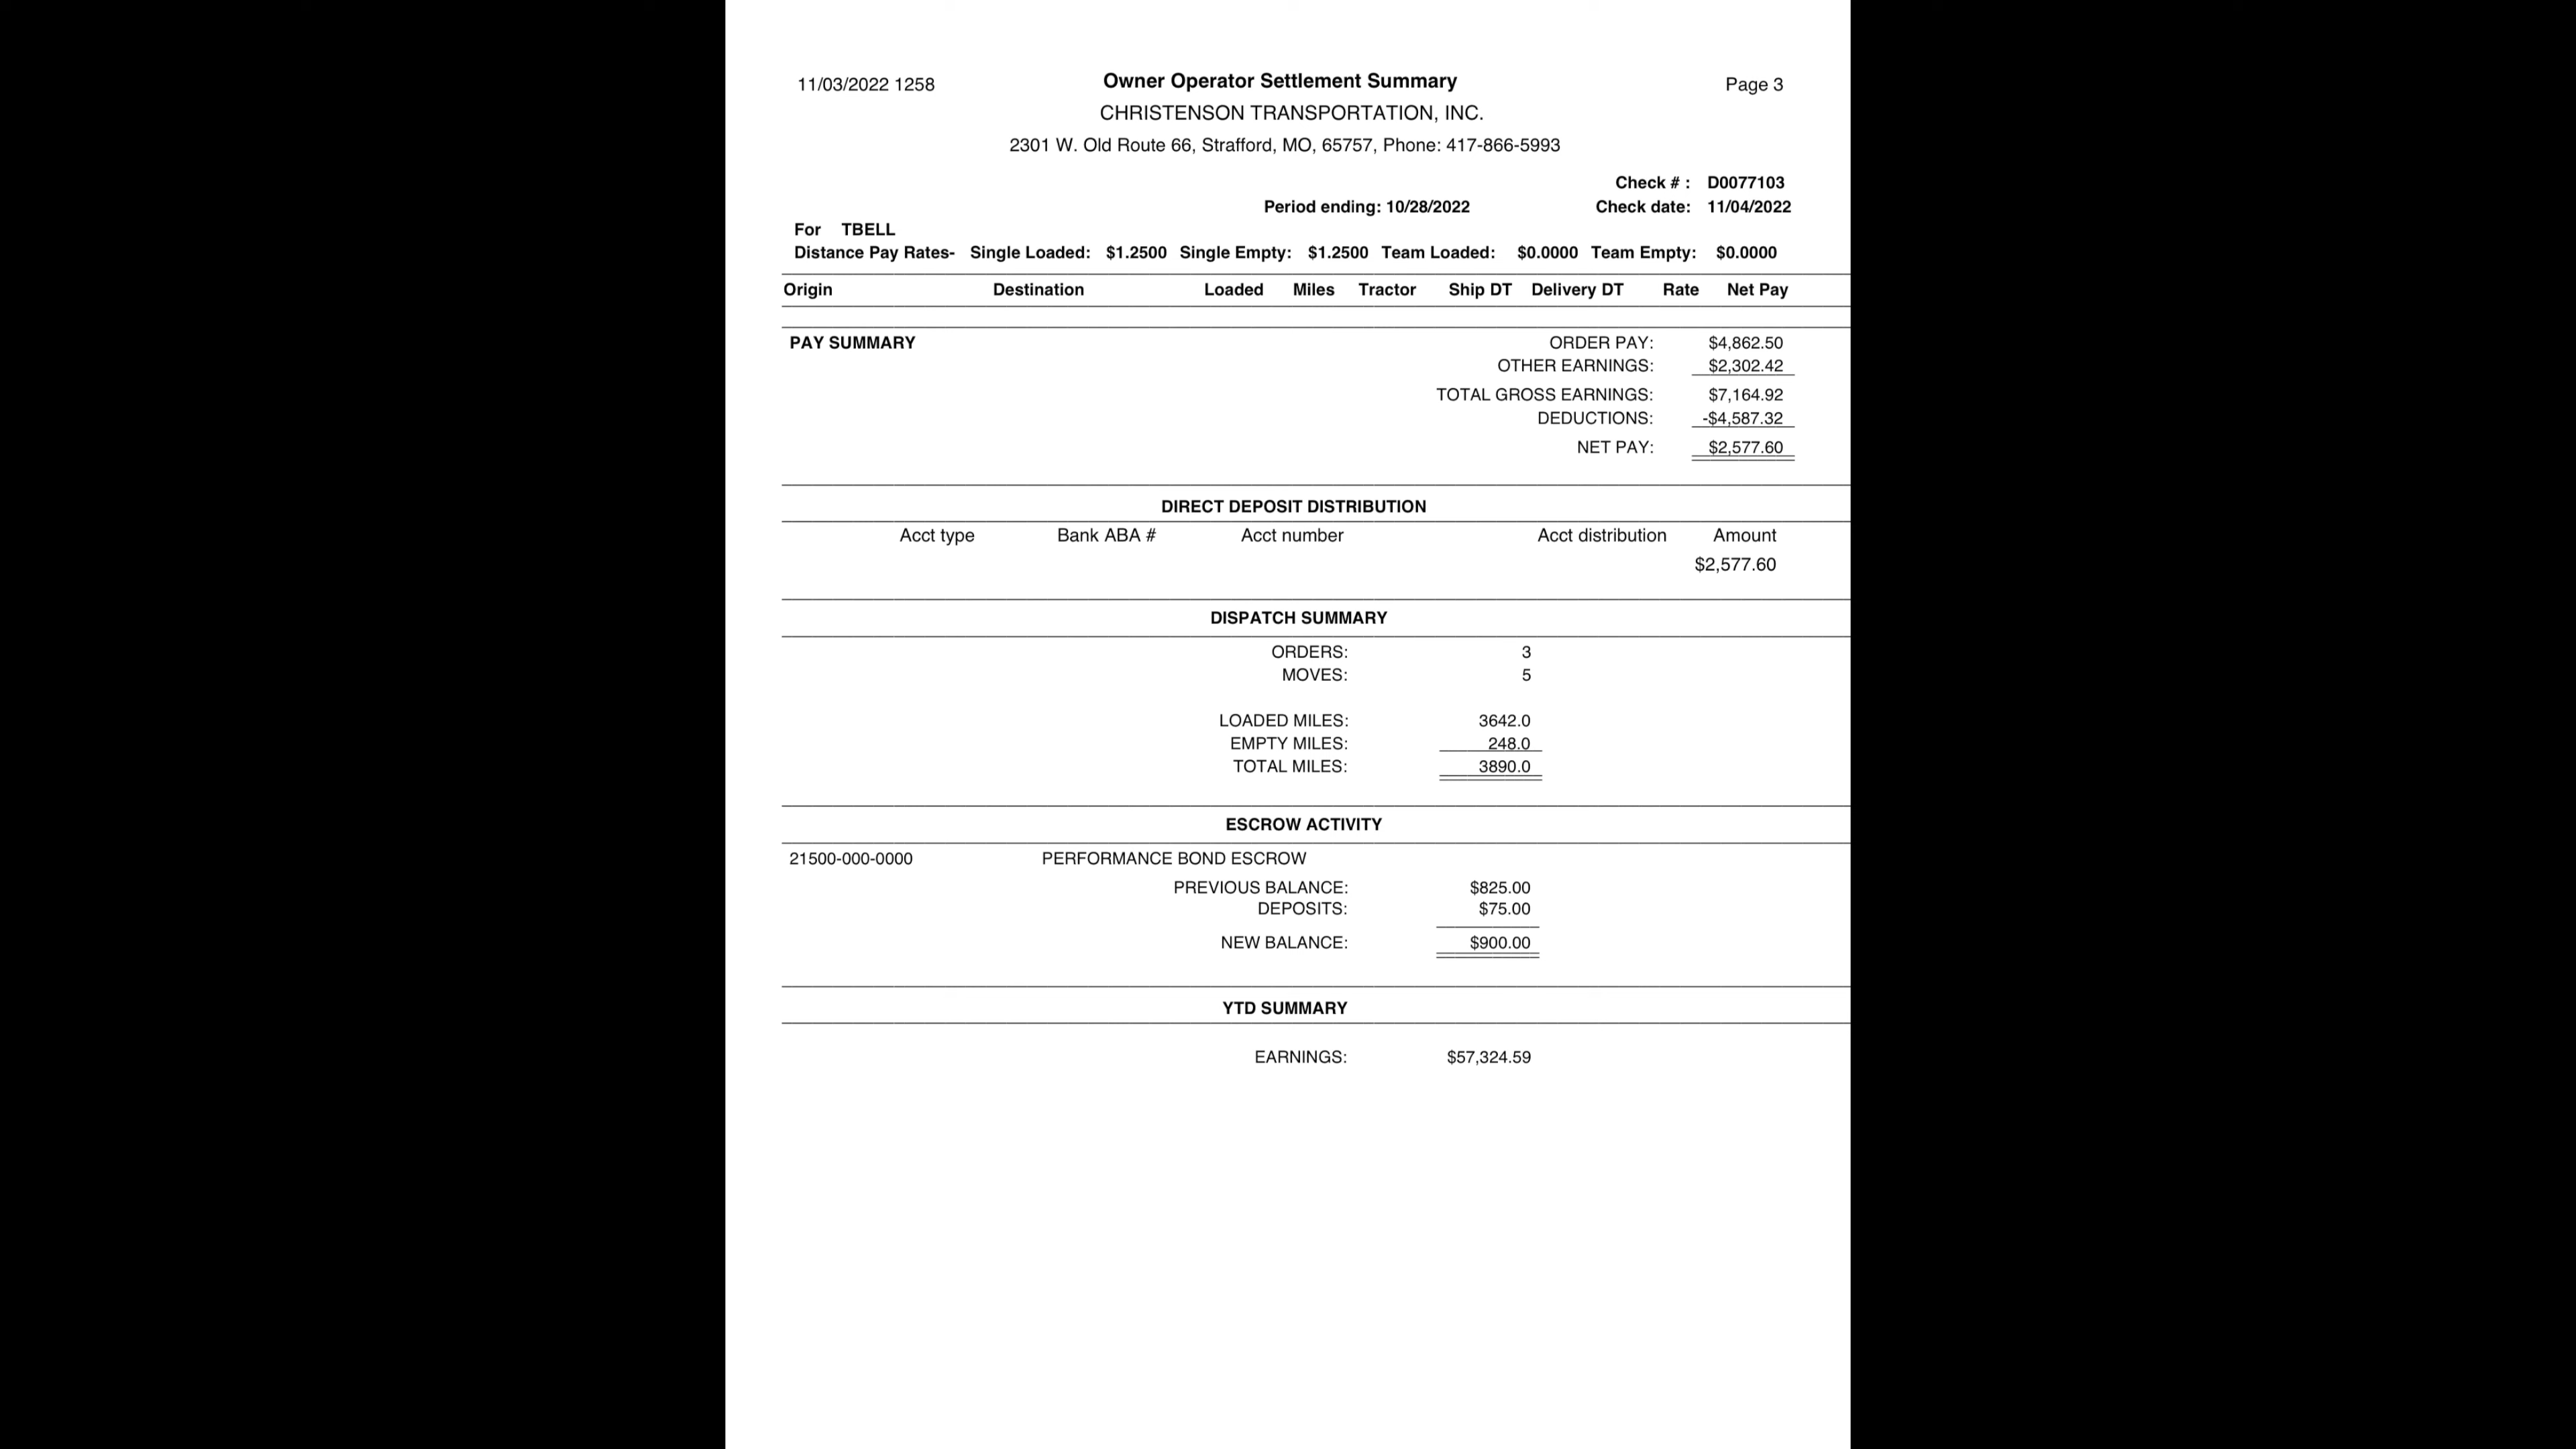 11/03/2022 1258 Owner Operator Settlement Summary Page 3
CHRISTENSON TRANSPORTATION, INC.
2301 W. Old Route 66, Strafford, MO, 65757, Phone: 417-866-5993
Check # : D0077103
Period ending: 10/28/2022 Check date: 11/04/2022
For TBELL
Distance Pay Rates- Single Loaded: $1.2500 Single Empty: $1.2500 Team Loaded: $0.0000 Team Empty: $0.0000
Origin Destination Loaded Miles Tractor Ship DT Delivery DT Rate Net Pay
PAY SUMMARY ORDER PAY: $4,862.50
OTHER EARNINGS: $2,302.42
TOTAL GROSS EARNINGS: $7,164.92
DEDUCTIONS: -$4,587.32
NET PAY: $2,577.60
DIRECT DEPOSIT DISTRIBUTION
Acct type Bank ABA # Acct number Acct distribution Amount
$2,577.60
DISPATCH SUMMARY
ORDERS: 3
MOVES: 5
LOADED MILES: 3642.0
EMPTY MILES: 248.0
TOTAL MILES: 3890.0
ESCROW ACTIVITY
21500-000-0000 PERFORMANCE BOND ESCROW
PREVIOUS BALANCE: $825.00
DEPOSITS: $75.00
NEW BALANCE: $900.00
YTD SUMMARY
EARNINGS: $57,324.59